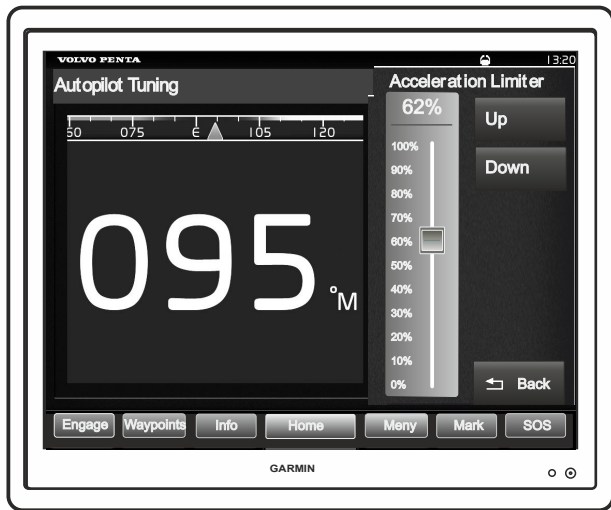 VOLVO PENTA
13:20
Autopilot Tuning
Acceleration Limiter
60 075 E 105 120
095 °M
62%
100%
90%
80%
70%
60%
50%
40%
30%
20%
10%
0%
Up
Down
Back
Engage Waypoints Info Home Meny Mark SOS
GARMIN